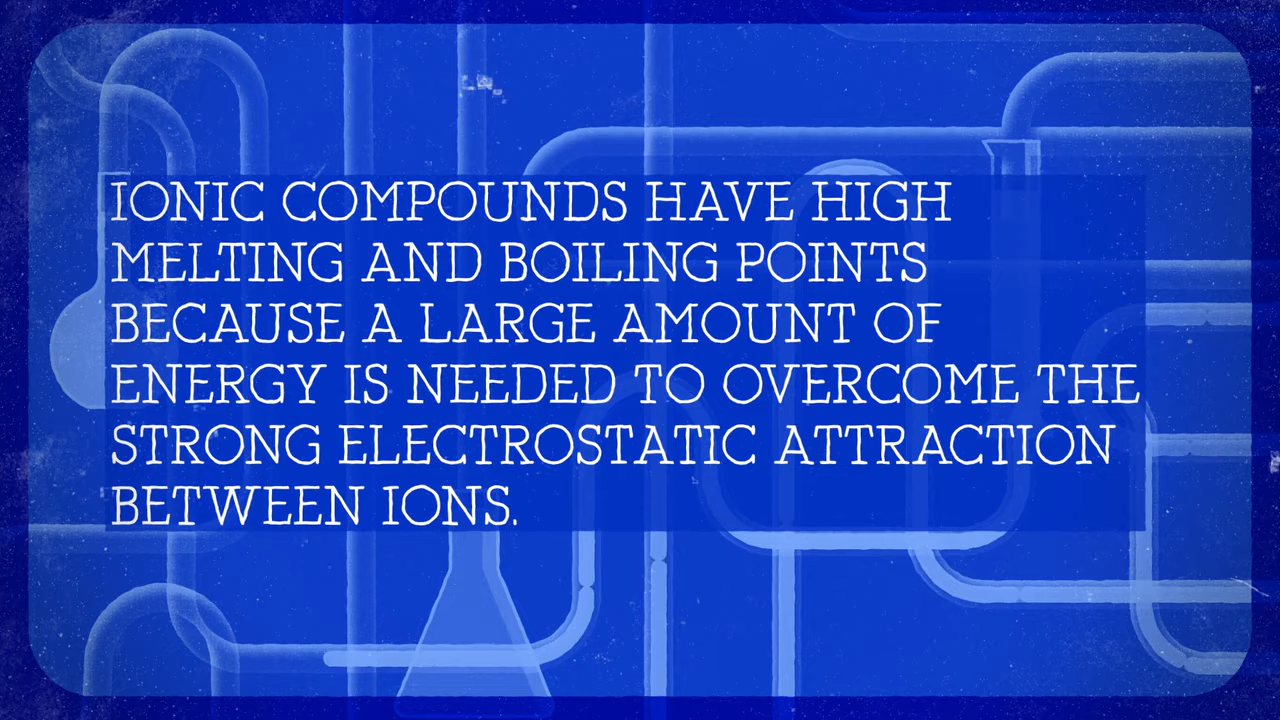 IONIC COMPOUNDS HAVE HIGH
MELTING AND BOILING POINTS
BECAUSE A LARGE AMOUNT OF
ENERGY IS NEEDED TO OVERCOME THE
STRONG ELECTROSTATIC ATTRACTION
BETWEEN IONS.